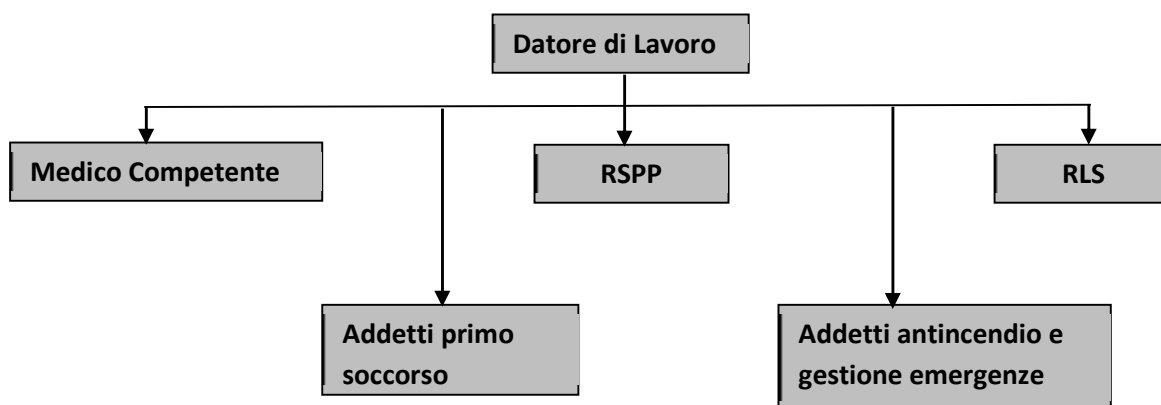 Datore di Lavoro
Medico Competente
RSPP
RLS
Addetti primo
soccorso
Addetti antincendio e
gestione emergenze